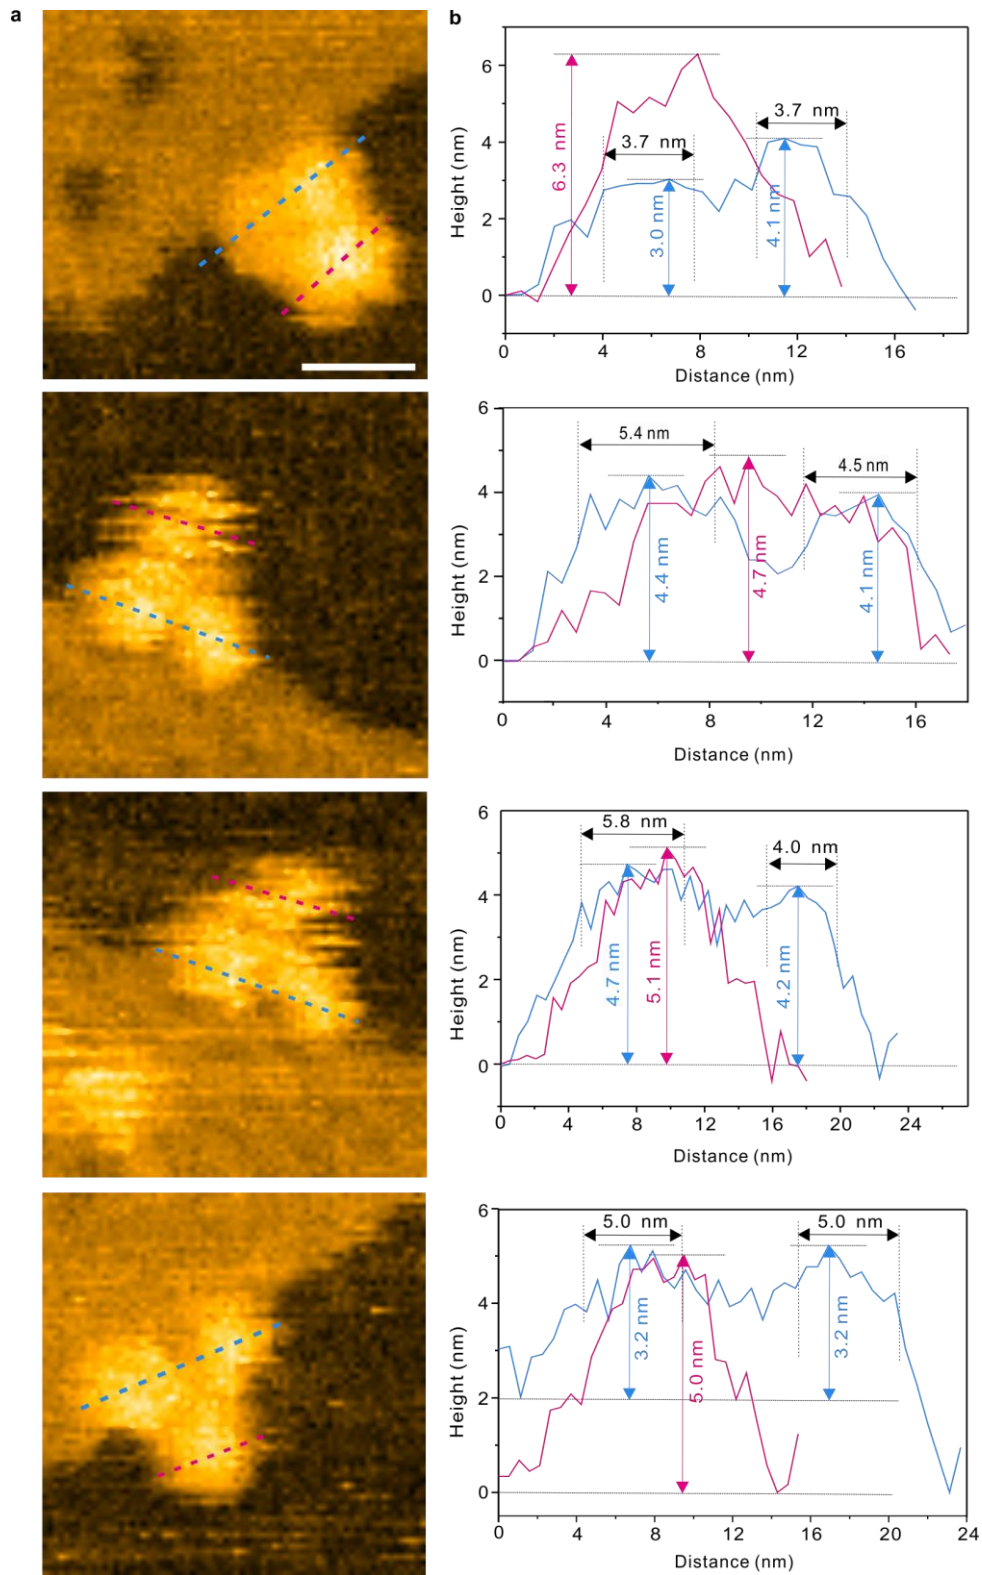 a
b
Height (nm)
6
4
2
0
6.3 nm
3.7 nm
3.0 nm
3.7 nm
4.1 nm
0 4 8 12 16
Distance (nm)
Height (nm)
6
4
2
0
5.4 nm
4.4 nm
4.7 nm
4.5 nm
4.1 nm
0 4 8 12 16
Distance (nm)
Height (nm)
6
4
2
0
5.8 nm
4.7 nm
5.1 nm
4.0 nm
4.2 nm
0 4 8 12 16 20 24
Distance (nm)
Height (nm)
6
4
2
0
5.0 nm
3.2 nm
5.0 nm
5.0 nm
3.2 nm
0 4 8 12 16 20 24
Distance (nm)